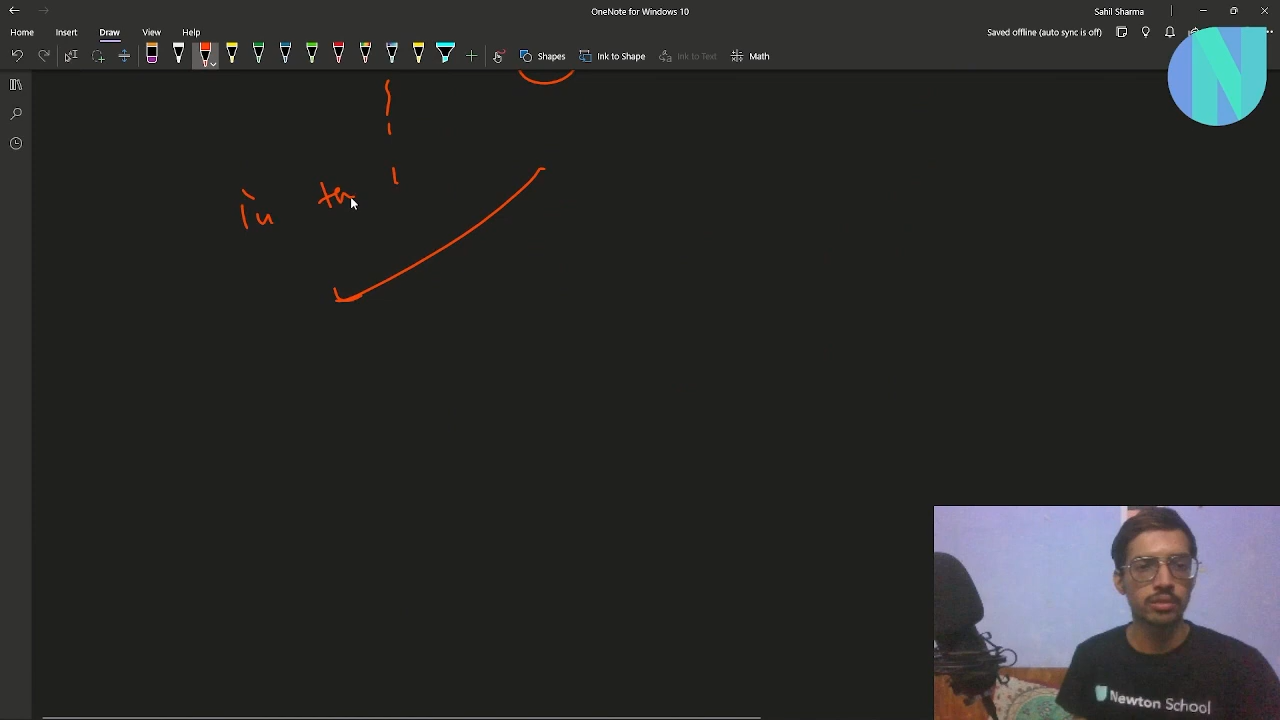 OneNote for Windows 10
Sahil Sharma
Home Insert Draw View Help
Saved offline (auto sync is off)
Shapes Ink to Shape Ink to Text Math
in
Newton School